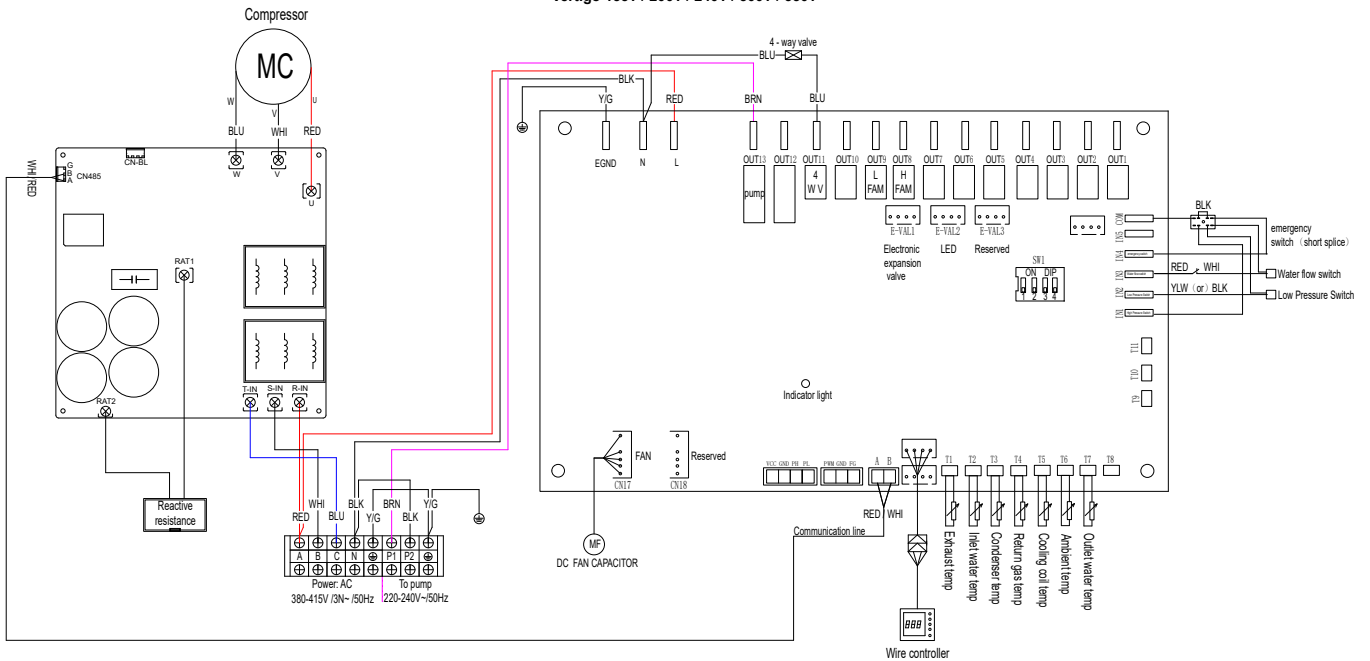 Compressor
MC
W
V
U
BLU
WHI
RED
WHI/RED
G
B
A
CN485
CN-BL
W
V
U
RAT1
RAT2
T-IN
S-IN
R-IN
Reactive
resistance
RED
WHI
BLU
BLK
Y/G
BRN
BLK
Y/G
A
B
C
N
P1
P2
Power: AC
380-415V /3N~ /50Hz
To pump
220-240V~/50Hz
4 - way valve
BLU
BLK
Y/G
RED
BRN
BLU
EGND
N
L
OUT13
OUT12
OUT11
OUT10
OUT9
OUT8
OUT7
OUT6
OUT5
OUT4
OUT3
OUT2
OUT1
pump
4
W V
L
FAM
H
FAM
E-VAL1
E-VAL2
E-VAL3
Electronic
expansion
valve
LED
Reserved
SW1
ON DIP
1 2 3 4
COM
IN5
IN4
IN3
IN2
IN1
BLK
emergency
switch（short splice）
RED
WHI
Water flow switch
YLW（or）BLK
Low Pressure Switch
T11
T10
T9
Indicator light
FAN
CN17
Reserved
CN18
VCC GND PH PL
PWM GND FG
A B
T1
T2
T3
T4
T5
T6
T7
T8
RED
WHI
Communication line
MF
DC FAN CAPACITOR
Exhaust temp
Inlet water temp
Condenser temp
Return gas temp
Cooling coil temp
Ambient temp
Outlet water temp
888
Wire controller